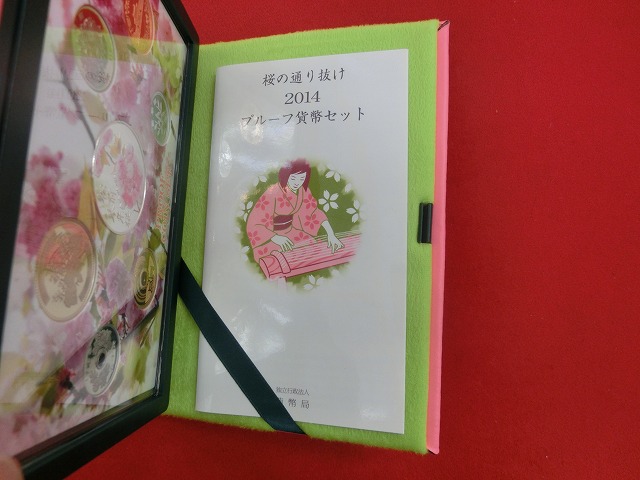 桜の通り抜け
2014
プルーフ貨幣セット
独立行政法人
造幣局